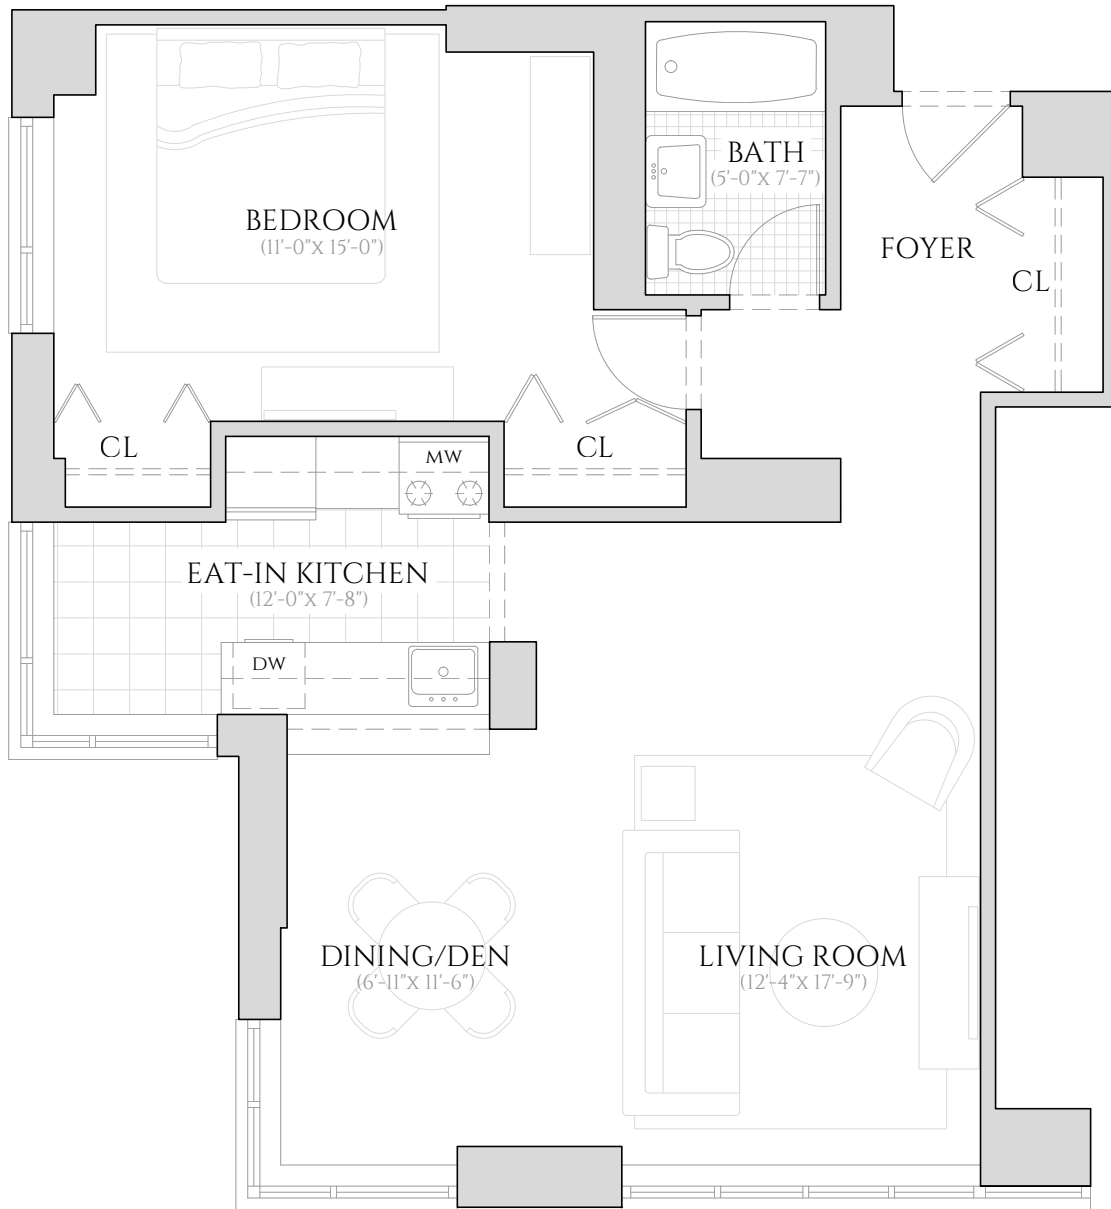 BATH
(5'-0"X 7'-7")
BEDROOM
(11'-0"X 15'-0")
FOYER
CL
CL
CL
MW
EAT-IN KITCHEN
(12'-0"X 7'-8")
DW
DINING/DEN
(6'-11"X 11'-6")
LIVING ROOM
(12'-4"X 17'-9")